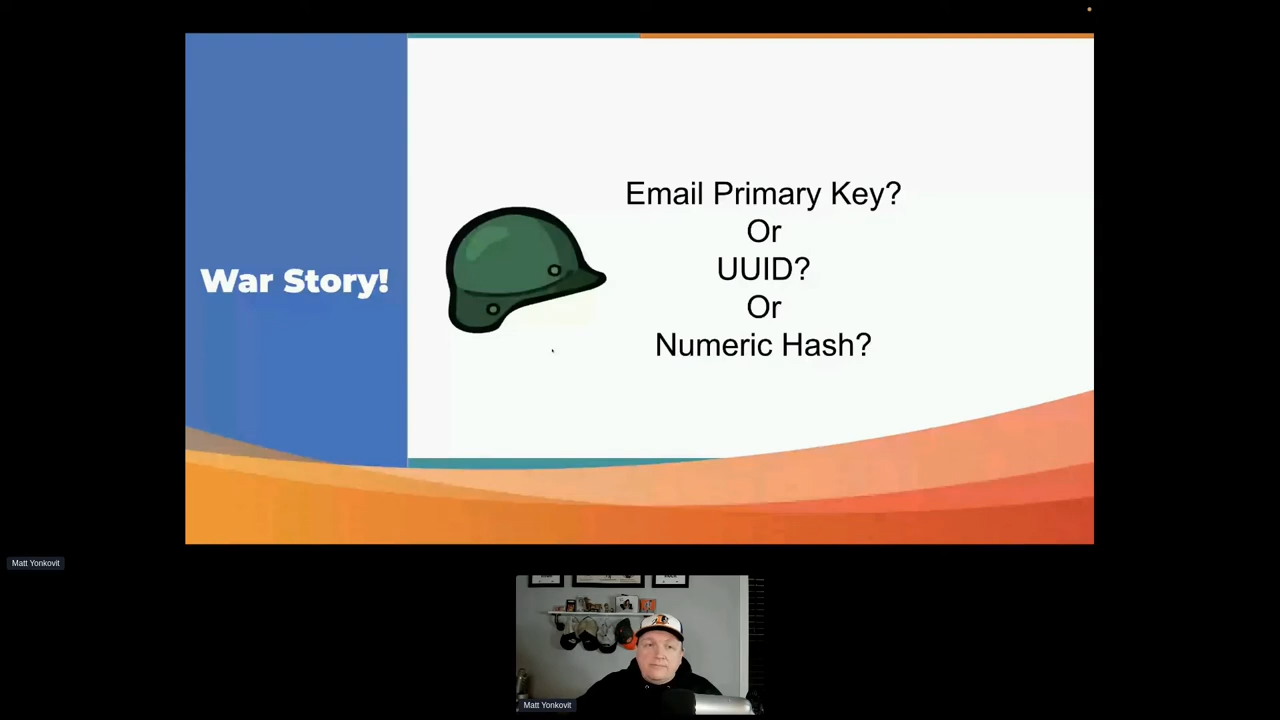 War Story!
Email Primary Key?
Or
UUID?
Or
Numeric Hash?
Matt Yonkovit
Matt Yonkovit